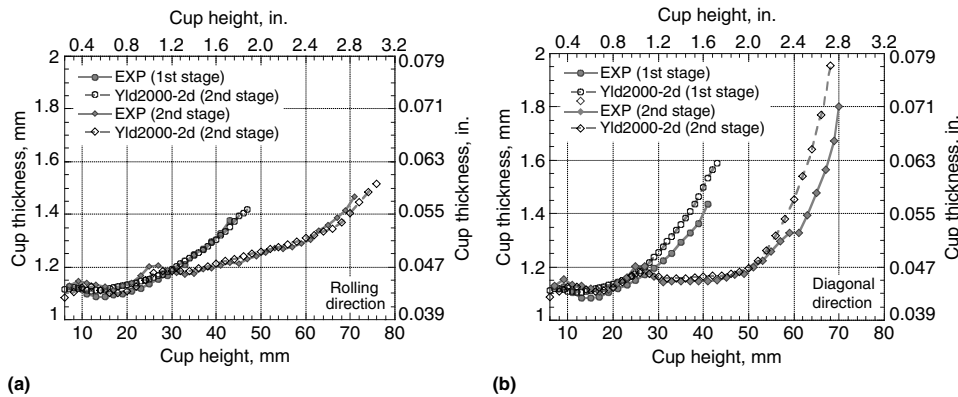 Cup height, in.
0.4 0.8 1.2 1.6 2.0 2.4 2.8 3.2
2
1.8
1.6
1.4
1.2
1
Cup thickness, mm
EXP (1st stage)
Yld2000-2d (2nd stage)
EXP (2nd stage)
Yld2000-2d (2nd stage)
Rolling
direction
0.079
0.071
0.063
0.055
0.047
0.039
Cup thickness, in.
10 20 30 40 50 60 70 80
Cup height, mm
(a)
Cup height, in.
0.4 0.8 1.2 1.6 2.0 2.4 2.8 3.2
2
1.8
1.6
1.4
1.2
1
Cup thickness, mm
EXP (1st stage)
Yld2000-2d (1st stage)
EXP (2nd stage)
Yld2000-2d (2nd stage)
Diagonal
direction
0.079
0.071
0.063
0.055
0.047
0.039
Cup thickness, in.
10 20 30 40 50 60 70 80
Cup height, mm
(b)